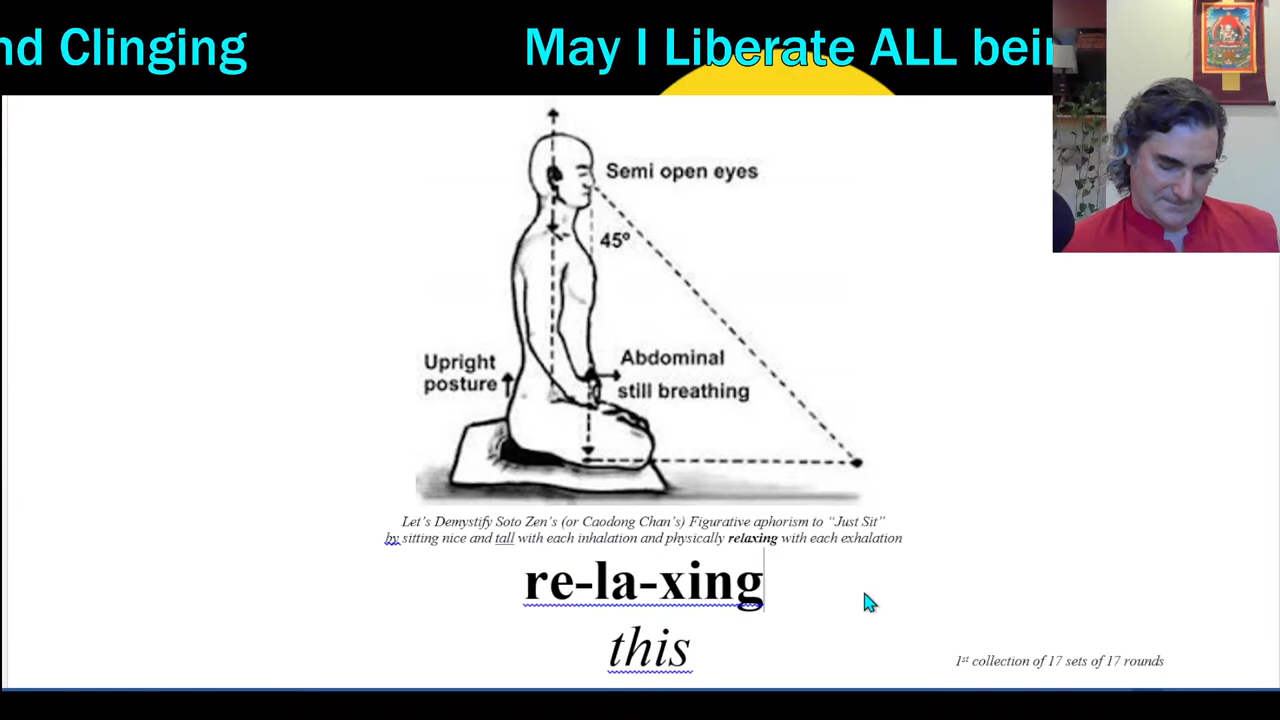 nd Clinging May I Liberate ALL bein
Semi open eyes
45º
Upright
posture
Abdominal
still breathing
Let’s Demystify Soto Zen’s (or Caodong Chan’s) Figurative aphorism to “Just Sit”
by sitting nice and tall with each inhalation and physically relaxing with each exhalation
re-la-xing
this
1st collection of 17 sets of 17 rounds